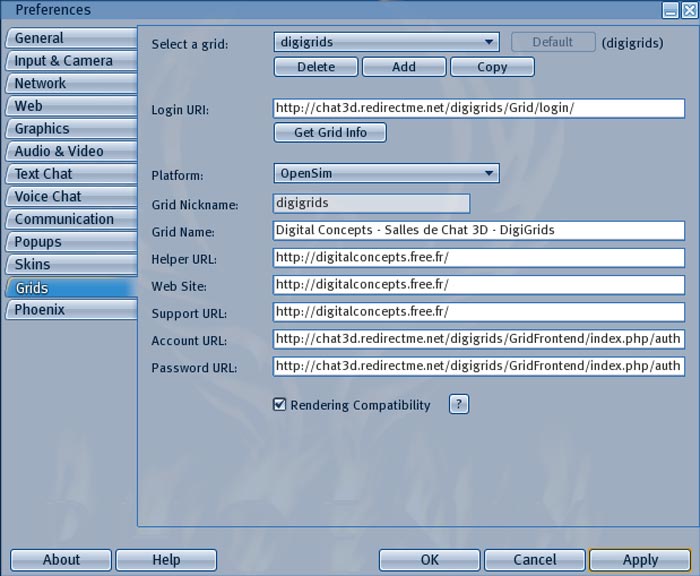 Preferences
General
Input & Camera
Network
Web
Graphics
Audio & Video
Text Chat
Voice Chat
Communication
Popups
Skins
Grids
Phoenix
Select a grid: digigrids Default (digigrids)
Delete Add Copy
Login URI: http://chat3d.redirectme.net/digigrids/Grid/login/
Get Grid Info
Platform: OpenSim
Grid Nickname: digigrids
Grid Name: Digital Concepts - Salles de Chat 3D - DigiGrids
Helper URL: http://digitalconcepts.free.fr/
Web Site: http://digitalconcepts.free.fr/
Support URL: http://digitalconcepts.free.fr/
Account URL: http://chat3d.redirectme.net/digigrids/GridFrontend/index.php/auth
Password URL: http://chat3d.redirectme.net/digigrids/GridFrontend/index.php/auth
Rendering Compatibility ?
About Help OK Cancel Apply